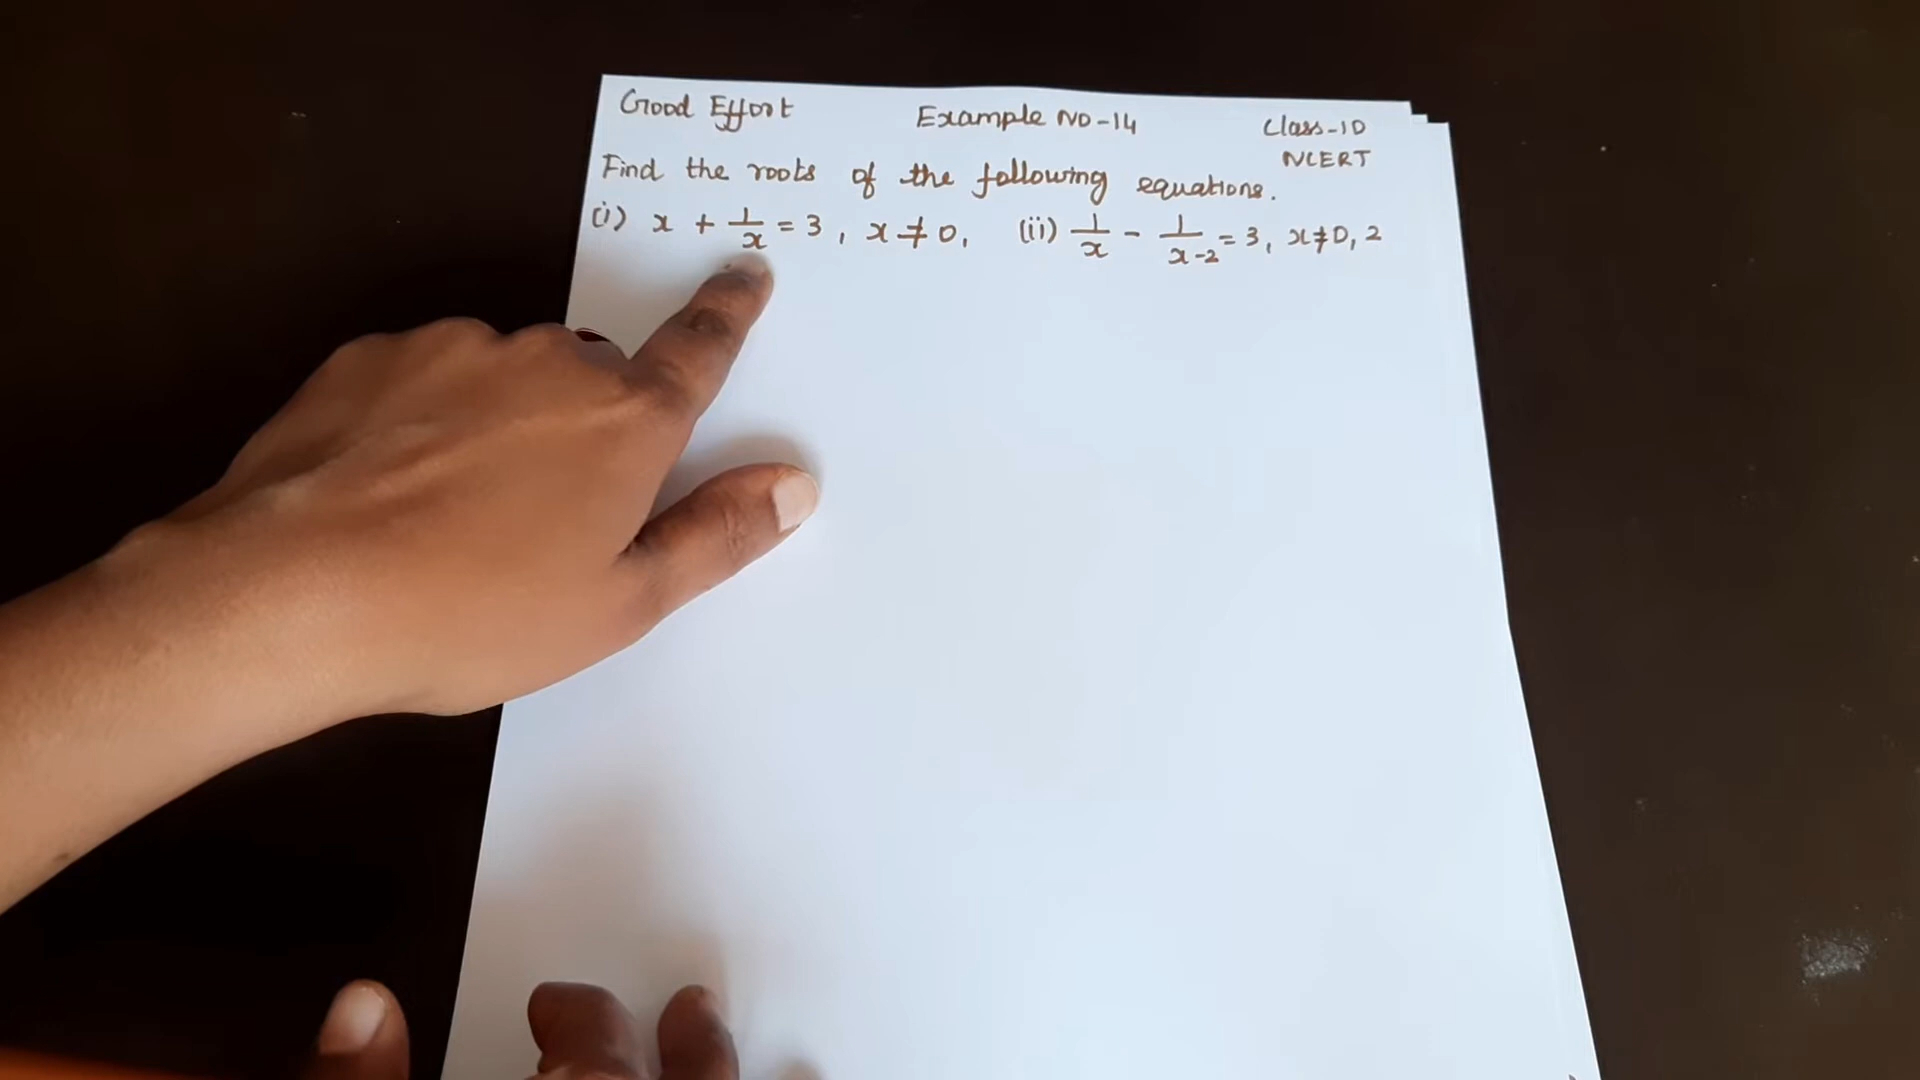 Good Effort Example No-14 Class-10
NCERT
Find the roots of the following equations.
(i) x + 1/x = 3, x ≠ 0, (ii) 1/x - 1/x-2 = 3, x ≠ 0, 2